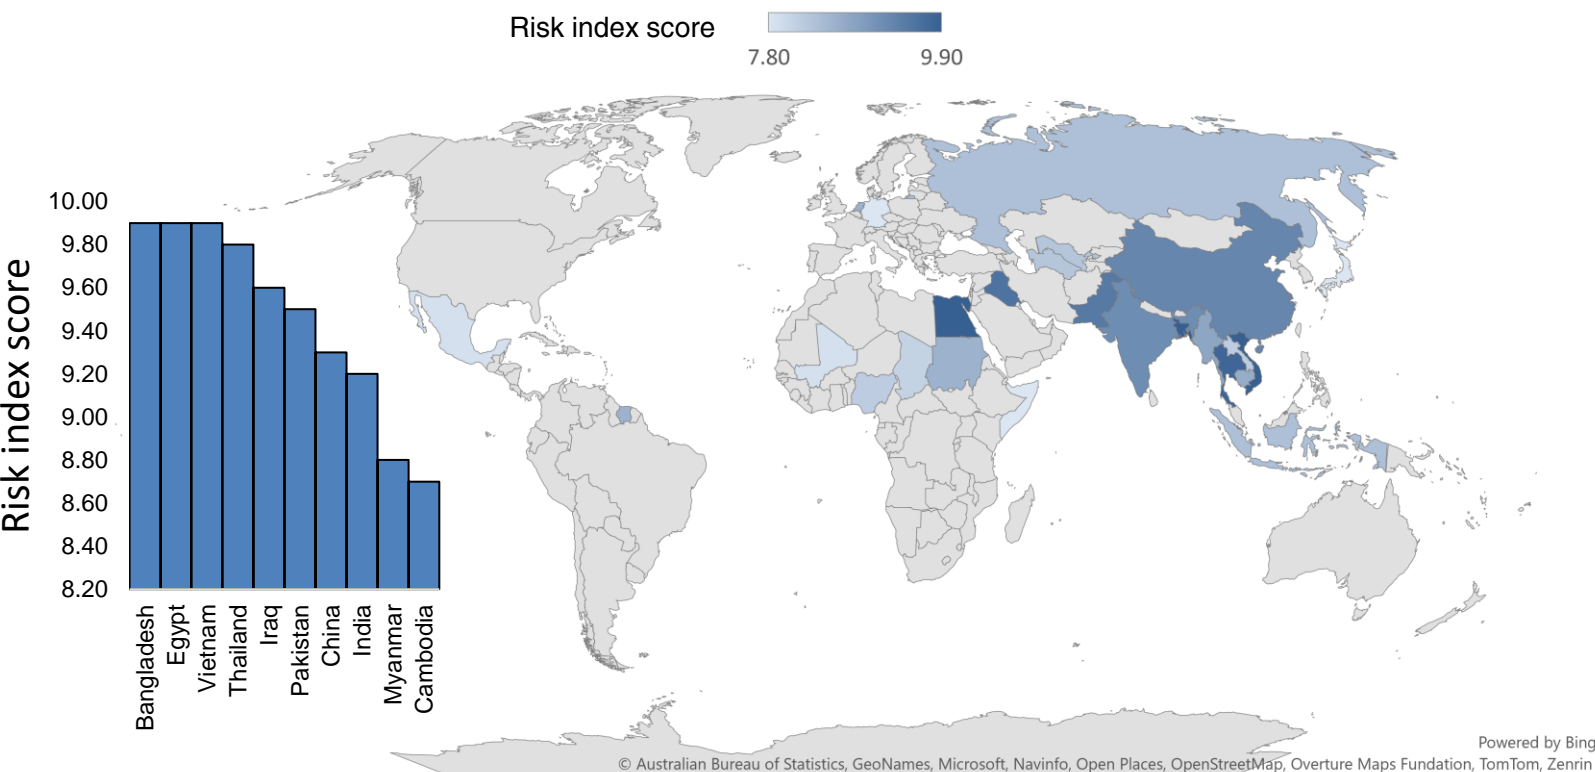 Risk index score
7.80
9.90
Risk index score
10.00
9.80
9.60
9.40
9.20
9.00
8.80
8.60
8.40
8.20
Bangladesh
Egypt
Vietnam
Thailand
Iraq
Pakistan
China
India
Myanmar
Cambodia
Powered by Bing
© Australian Bureau of Statistics, GeoNames, Microsoft, Navinfo, Open Places, OpenStreetMap, Overture Maps Fundation, TomTom, Zenrin